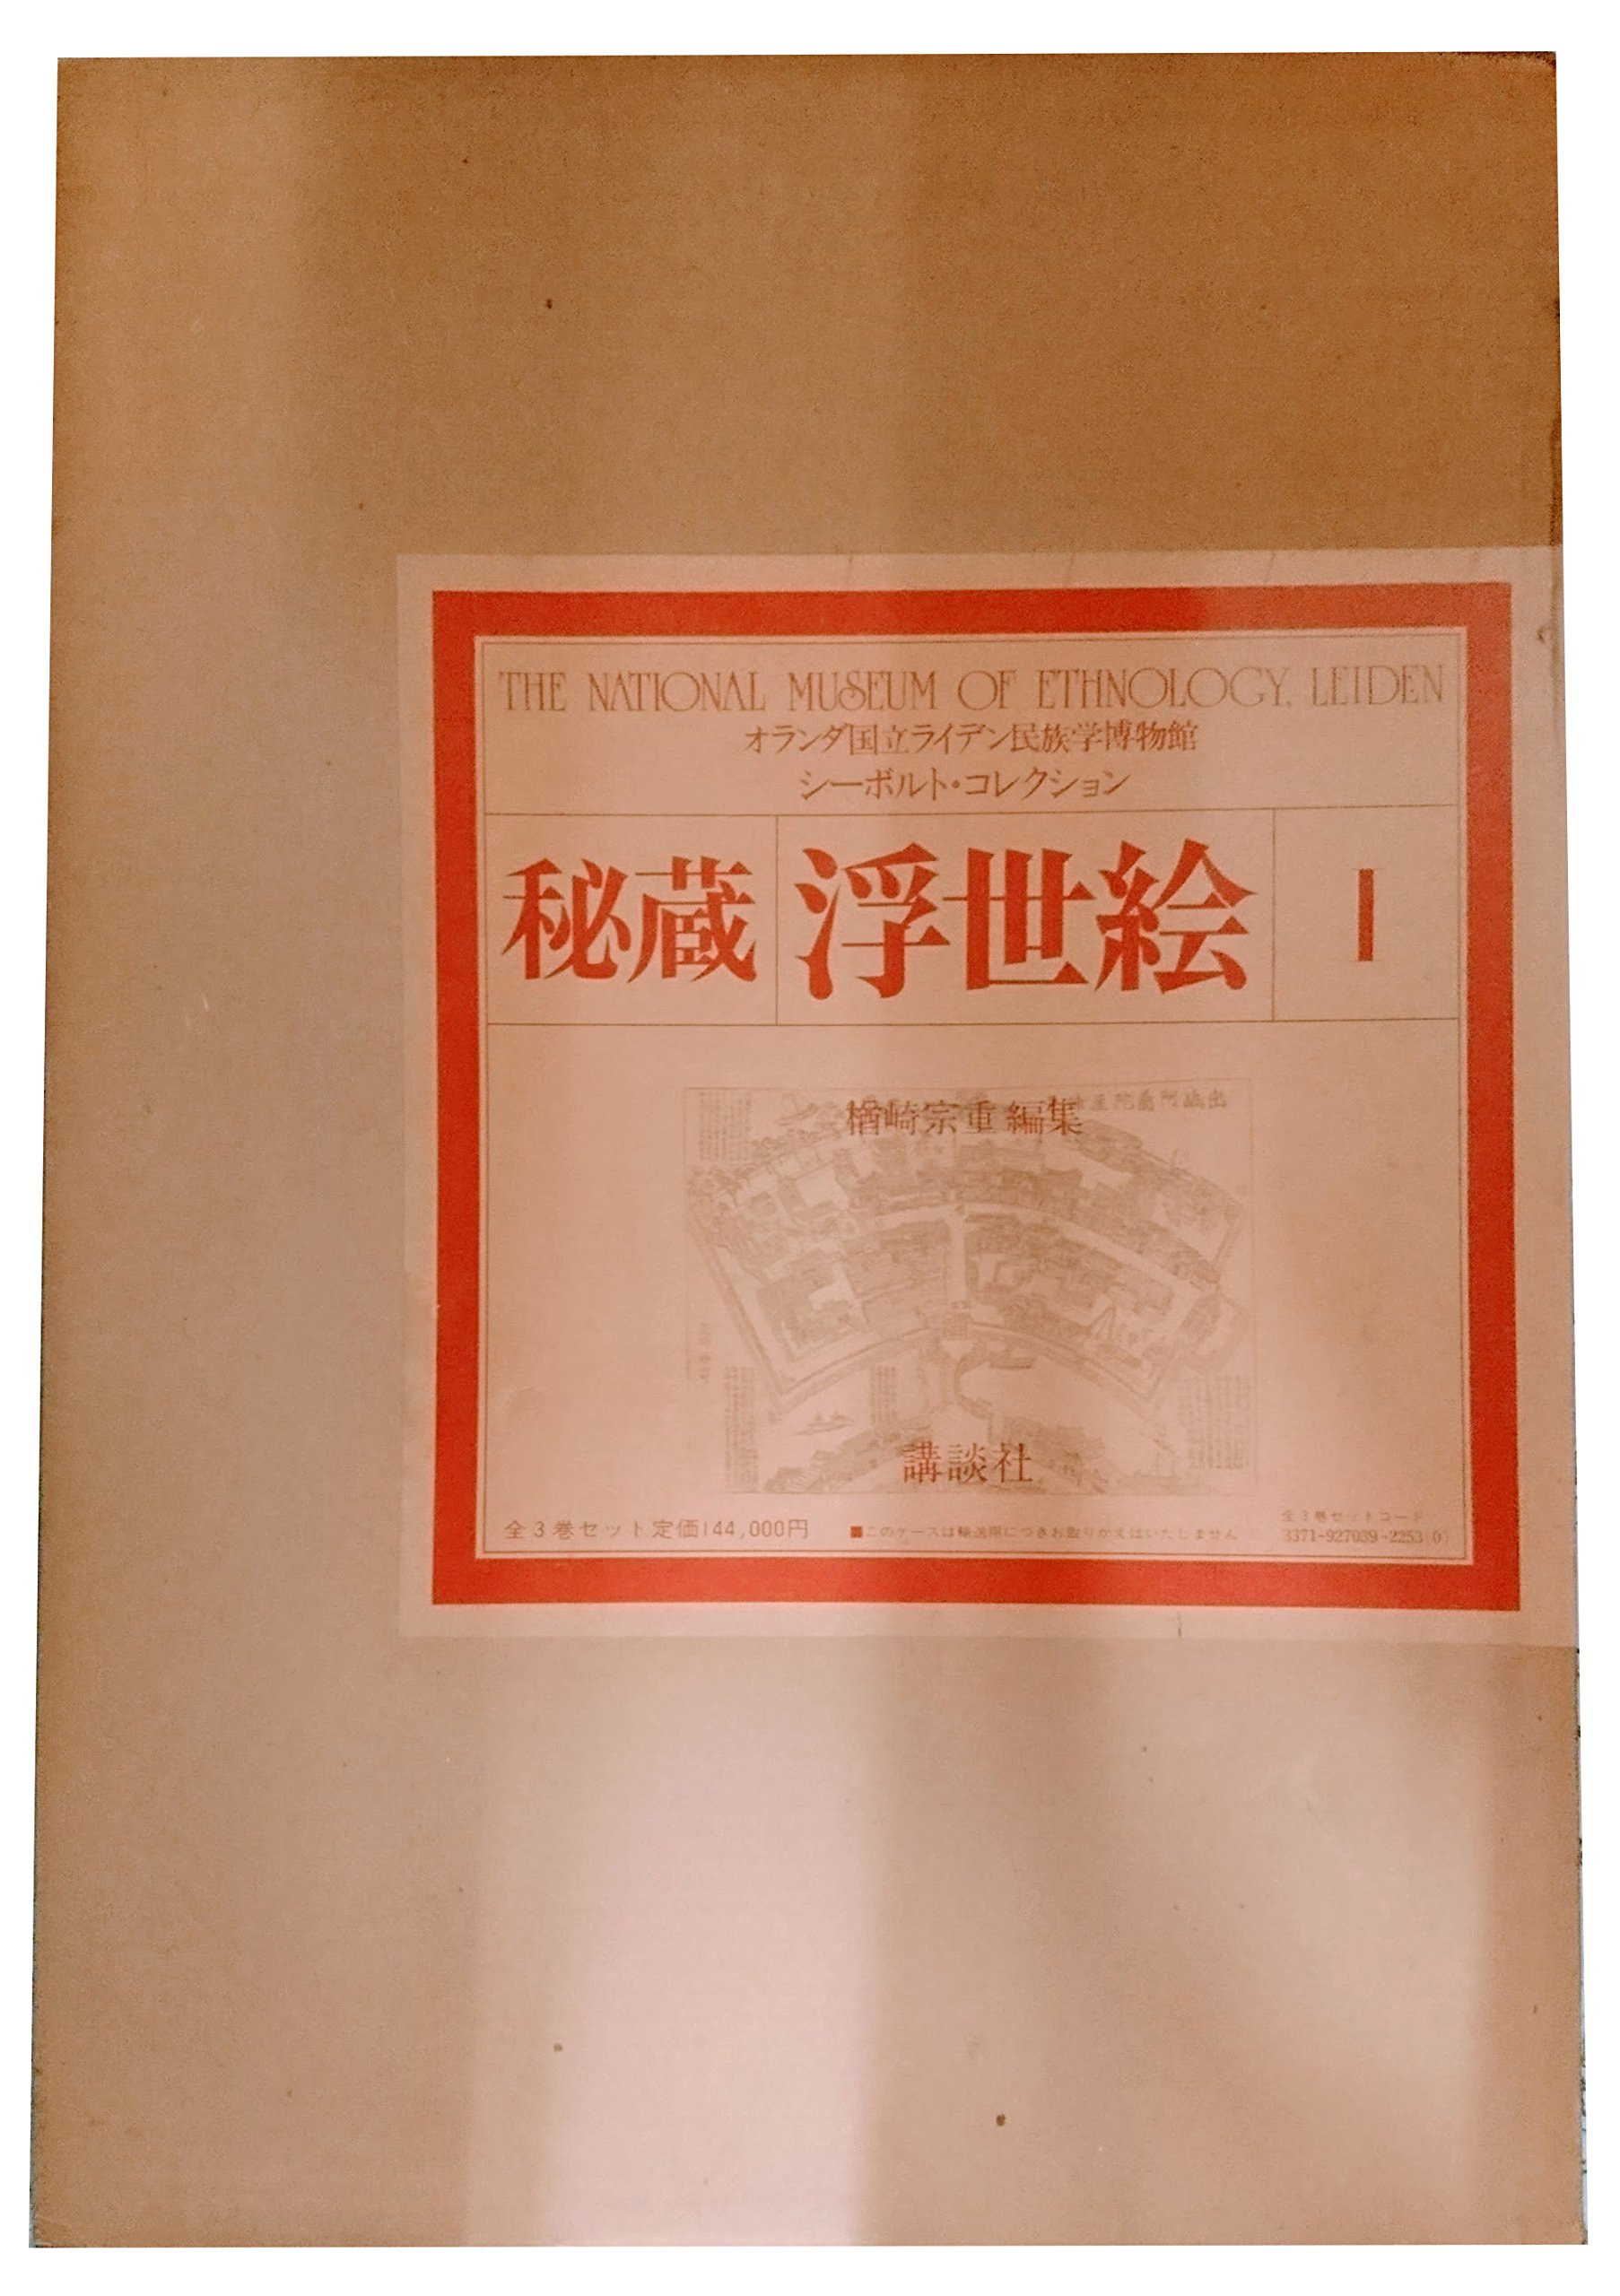 THE NATIONAL MUSEUM OF ETHNOLOGY, LEIDEN
オランダ国立ライデン民族学博物館
シーボルト・コレクション
秘蔵 浮世絵 I
楢崎宗重編集
講談社
全3巻セット定価144,000円
■このケースは輸送用につきお取りかえはいたしません
全3巻セットコード
3371-927039-2253(0)